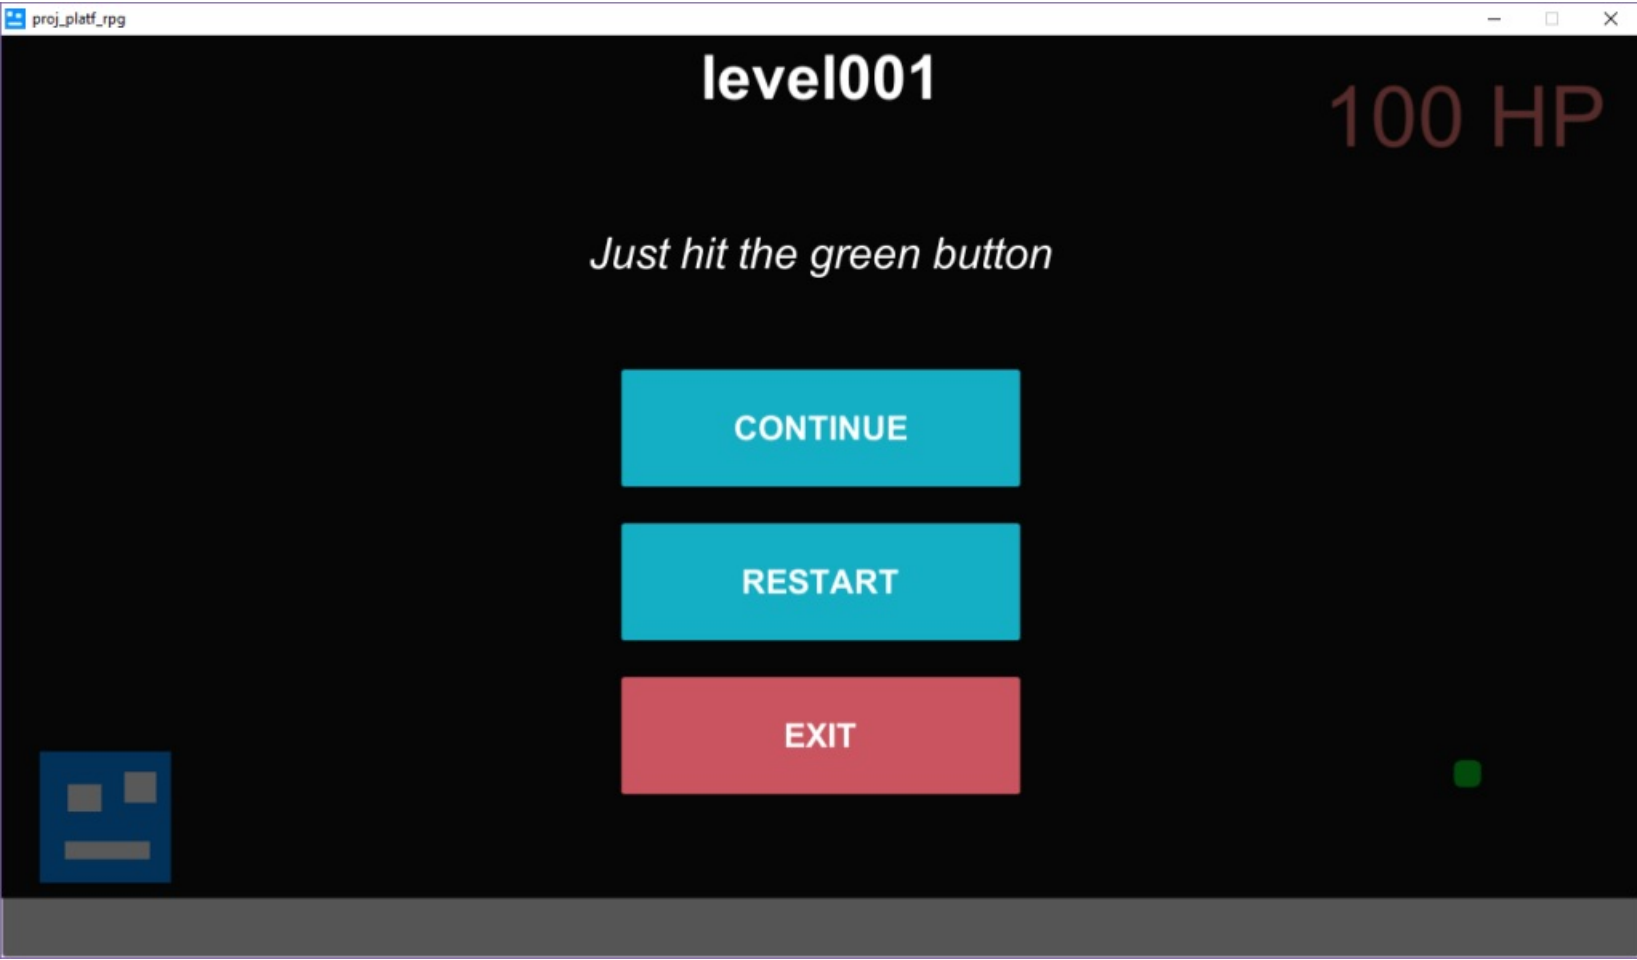 proj_platf_rpg
level001
100 HP
Just hit the green button
CONTINUE
RESTART
EXIT